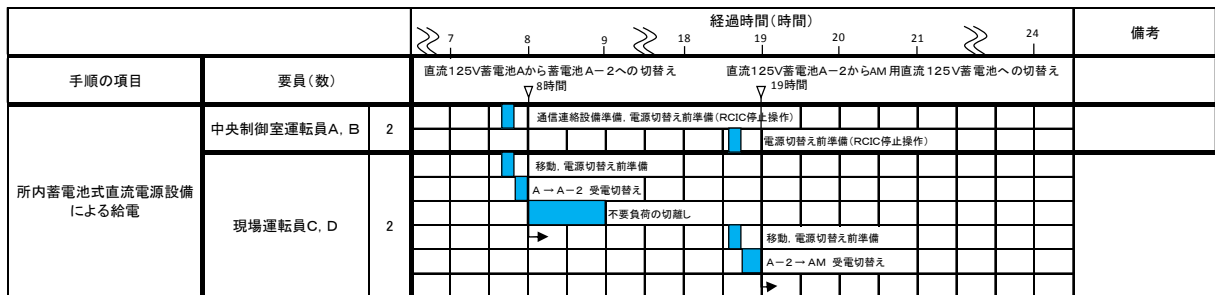 経過時間(時間)
備考
7 8 9 18 19 20 21 24
手順の項目
要員(数)
直流125V蓄電池Aから蓄電池A-2への切替え
8時間
直流125V蓄電池A-2からAM用直流125V蓄電池への切替え
19時間
所内蓄電池式直流電源設備
による給電
中央制御室運転員A, B
2
通信連絡設備準備, 電源切替え前準備(RCIC停止操作)
電源切替え前準備(RCIC停止操作)
現場運転員C, D
2
移動, 電源切替え前準備
A→A-2 受電切替え
不要負荷の切離し
移動, 電源切替え前準備
A-2→AM 受電切替え